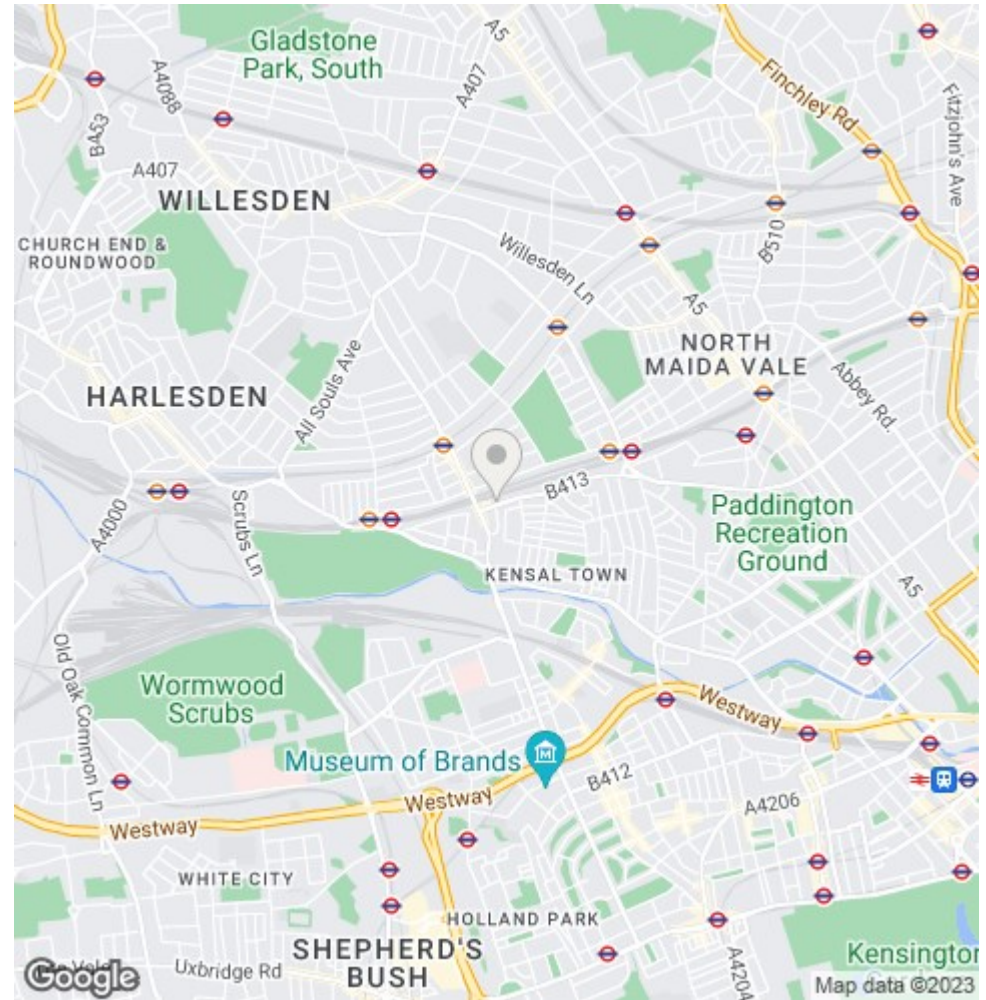 Gladstone
Park, South
A5
A4088
A407
Finchley Rd
Fitzjohn's Ave
B453
A407
WILLESDEN
CHURCH END &
ROUNDWOOD
Willesden Ln
B510
A5
NORTH
MAIDA VALE
All Souls Ave
HARLESDEN
Abbey Rd.
B413
A4000
Scrubs Ln
Paddington
Recreation
Ground
KENSAL TOWN
A5
Old Oak Common Ln
Wormwood
Scrubs
Westway
Museum of Brands
M
B412
Westway
A4206
Westway
WHITE CITY
HOLLAND PARK
SHEPHERD'S
BUSH
A4204
Kensington
Uxbridge Rd
Google
Map data ©2023